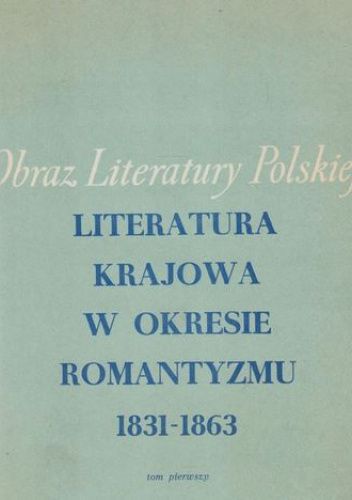 Obraz Literatury Polskiej
LITERATURA
KRAJOWA
W OKRESIE
ROMANTYZMU
1831-1863
tom pierwszy